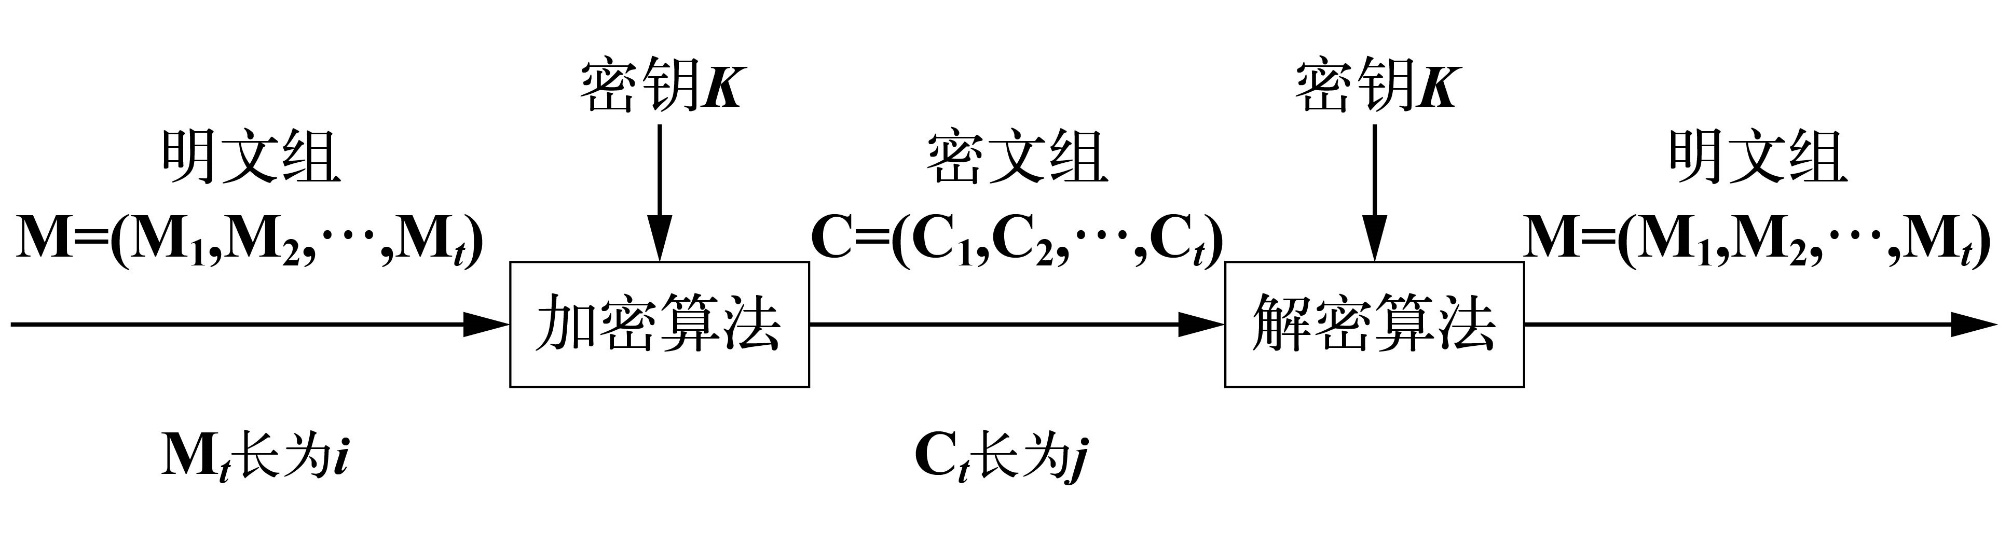 密钥K
密钥K
明文组
密文组
明文组
M=(M₁,M₂,⋯,Mₜ)
C=(C₁,C₂,⋯,Cₜ)
M=(M₁,M₂,⋯,Mₜ)
加密算法
解密算法
Mₜ长为i
Cₜ长为j